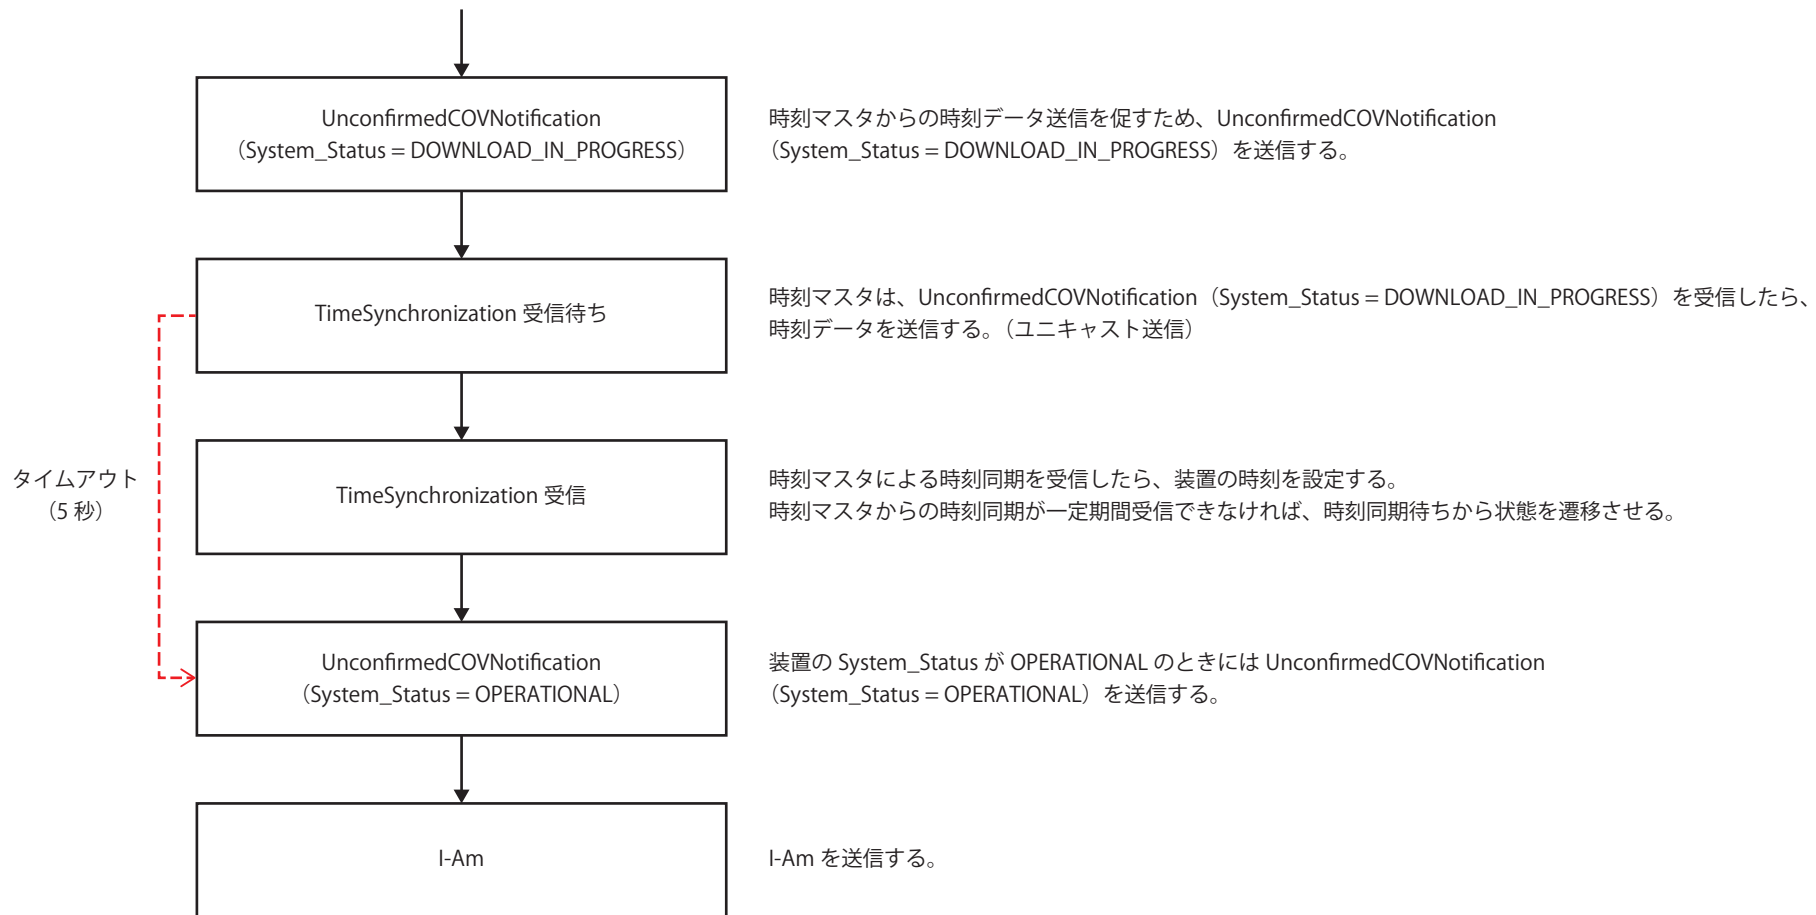 UnconfirmedCOVNotification
（System_Status = DOWNLOAD_IN_PROGRESS）
時刻マスタからの時刻データ送信を促すため、UnconfirmedCOVNotification
（System_Status = DOWNLOAD_IN_PROGRESS）を送信する。
TimeSynchronization 受信待ち
時刻マスタは、UnconfirmedCOVNotification（System_Status = DOWNLOAD_IN_PROGRESS）を受信したら、
時刻データを送信する。（ユニキャスト送信）
タイムアウト
（5 秒）
TimeSynchronization 受信
時刻マスタによる時刻同期を受信したら、装置の時刻を設定する。
時刻マスタからの時刻同期が一定期間受信できなければ、時刻同期待ちから状態を遷移させる。
UnconfirmedCOVNotification
（System_Status = OPERATIONAL）
装置の System_Status が OPERATIONAL のときには UnconfirmedCOVNotification
（System_Status = OPERATIONAL）を送信する。
I-Am
I-Am を送信する。